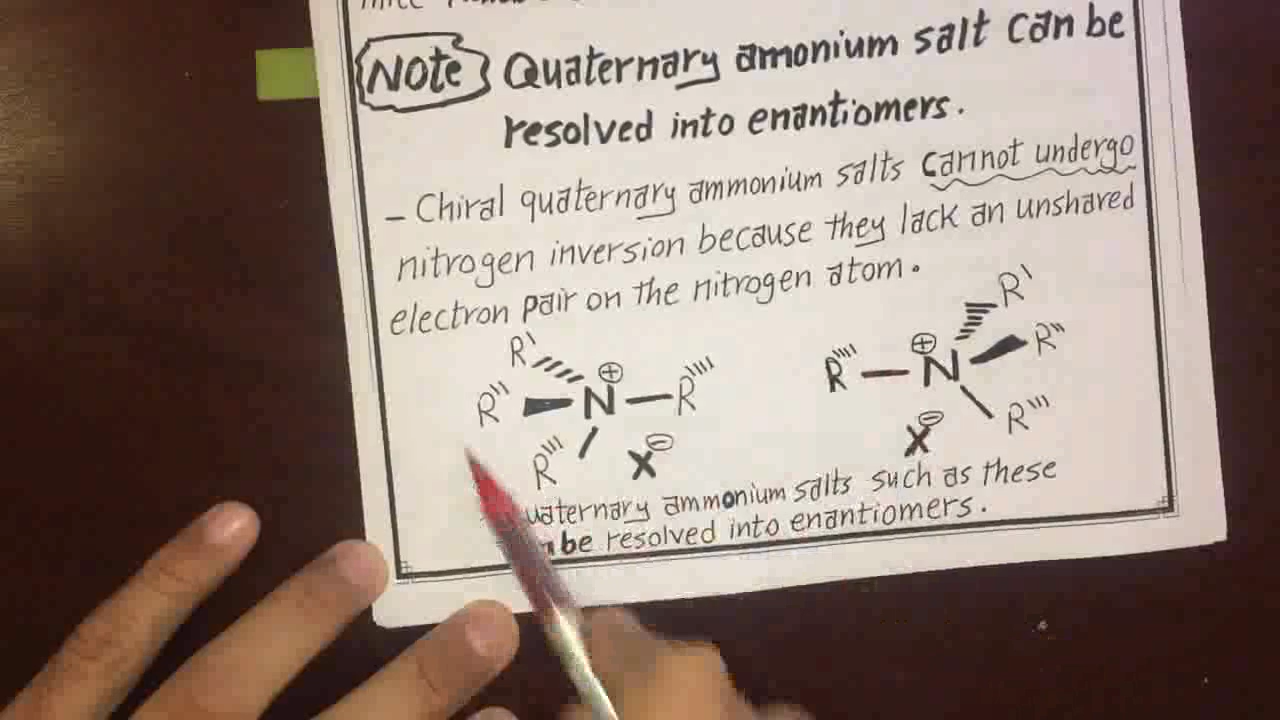 NOTE Quaternary amonium salt can be
resolved into enantiomers.
- Chiral quaternary ammonium salts cannot undergo
nitrogen inversion because they lack an unshared
electron pair on the nitrogen atom.
R' R'' N ⊕ R'''' R''' X ⊖
R'''' N ⊕ R' R'' R''' X ⊖
uaternary ammonium salts such as these
be resolved into enantiomers.